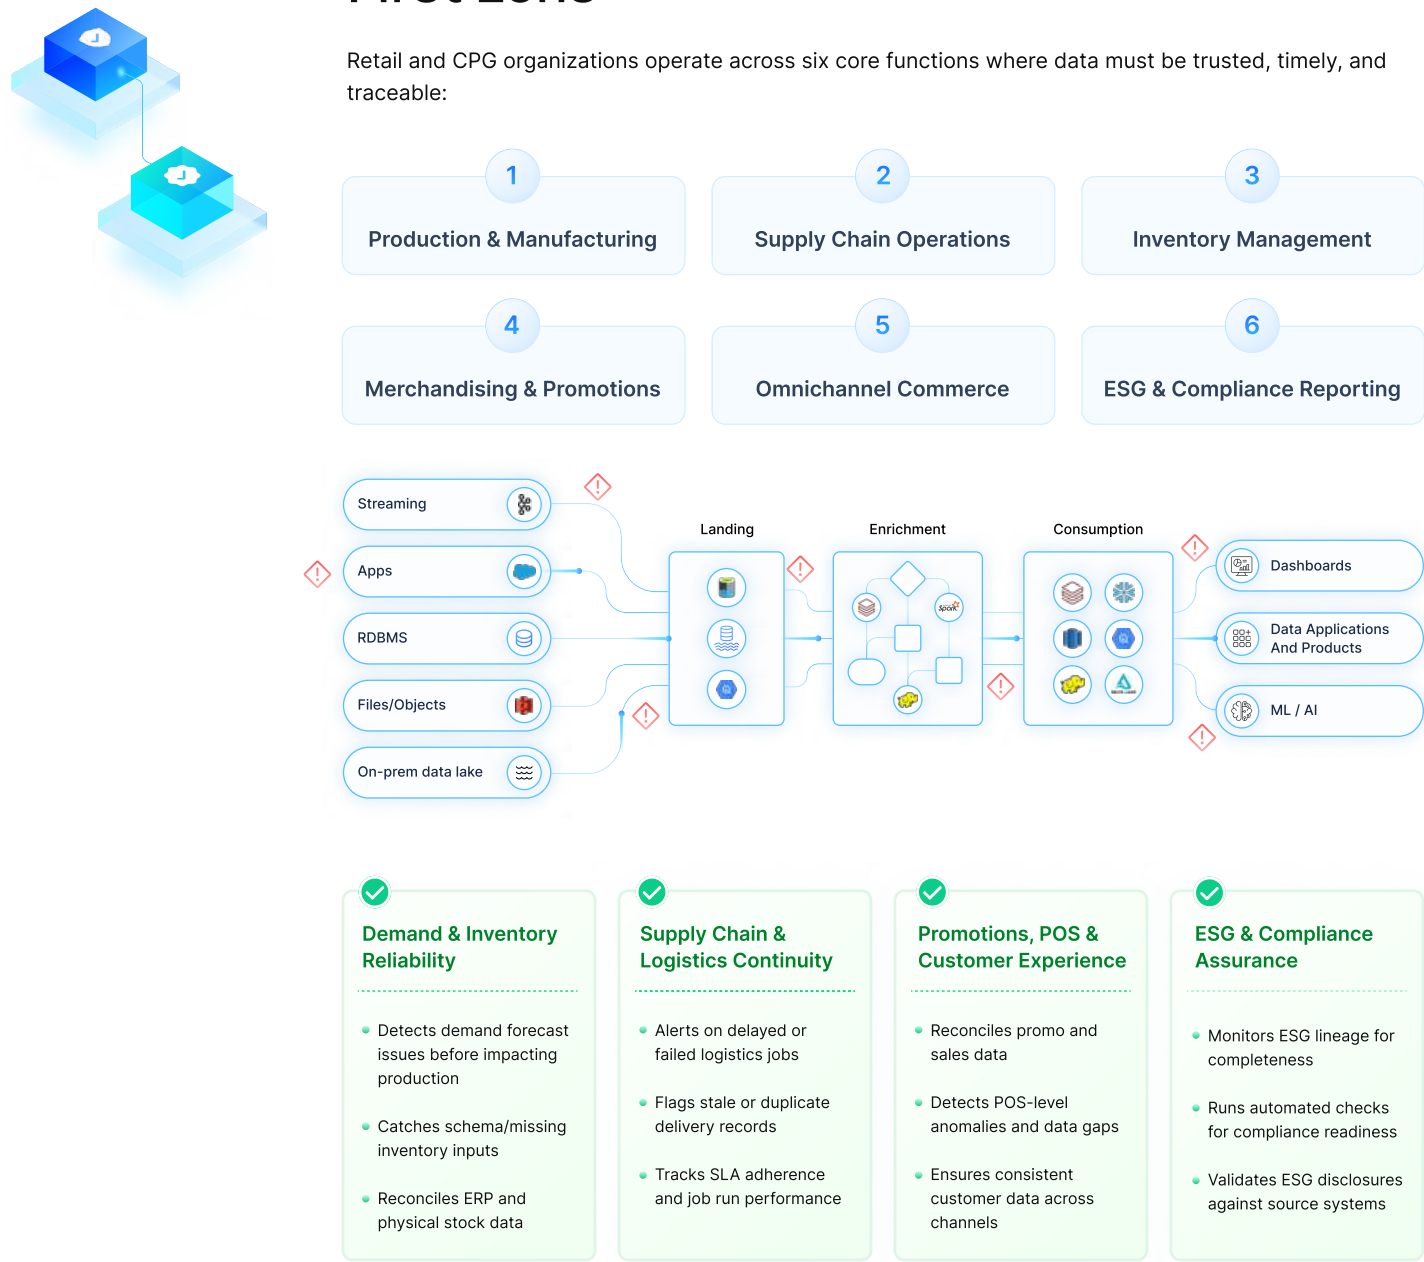 Retail and CPG organizations operate across six core functions where data must be trusted, timely, and
traceable:
1
2
3
Production & Manufacturing
Supply Chain Operations
Inventory Management
4
5
6
Merchandising & Promotions
Omnichannel Commerce
ESG & Compliance Reporting
Streaming
Apps
RDBMS
Files/Objects
On-prem data lake
Landing
Enrichment
Spark
Consumption
Dashboards
Data Applications
And Products
ML / AI
Demand & Inventory
Reliability
Detects demand forecast
issues before impacting
production
Catches schema/missing
inventory inputs
Reconciles ERP and
physical stock data
Supply Chain &
Logistics Continuity
Alerts on delayed or
failed logistics jobs
Flags stale or duplicate
delivery records
Tracks SLA adherence
and job run performance
Promotions, POS &
Customer Experience
Reconciles promo and
sales data
Detects POS-level
anomalies and data gaps
Ensures consistent
customer data across
channels
ESG & Compliance
Assurance
Monitors ESG lineage for
completeness
Runs automated checks
for compliance readiness
Validates ESG disclosures
against source systems